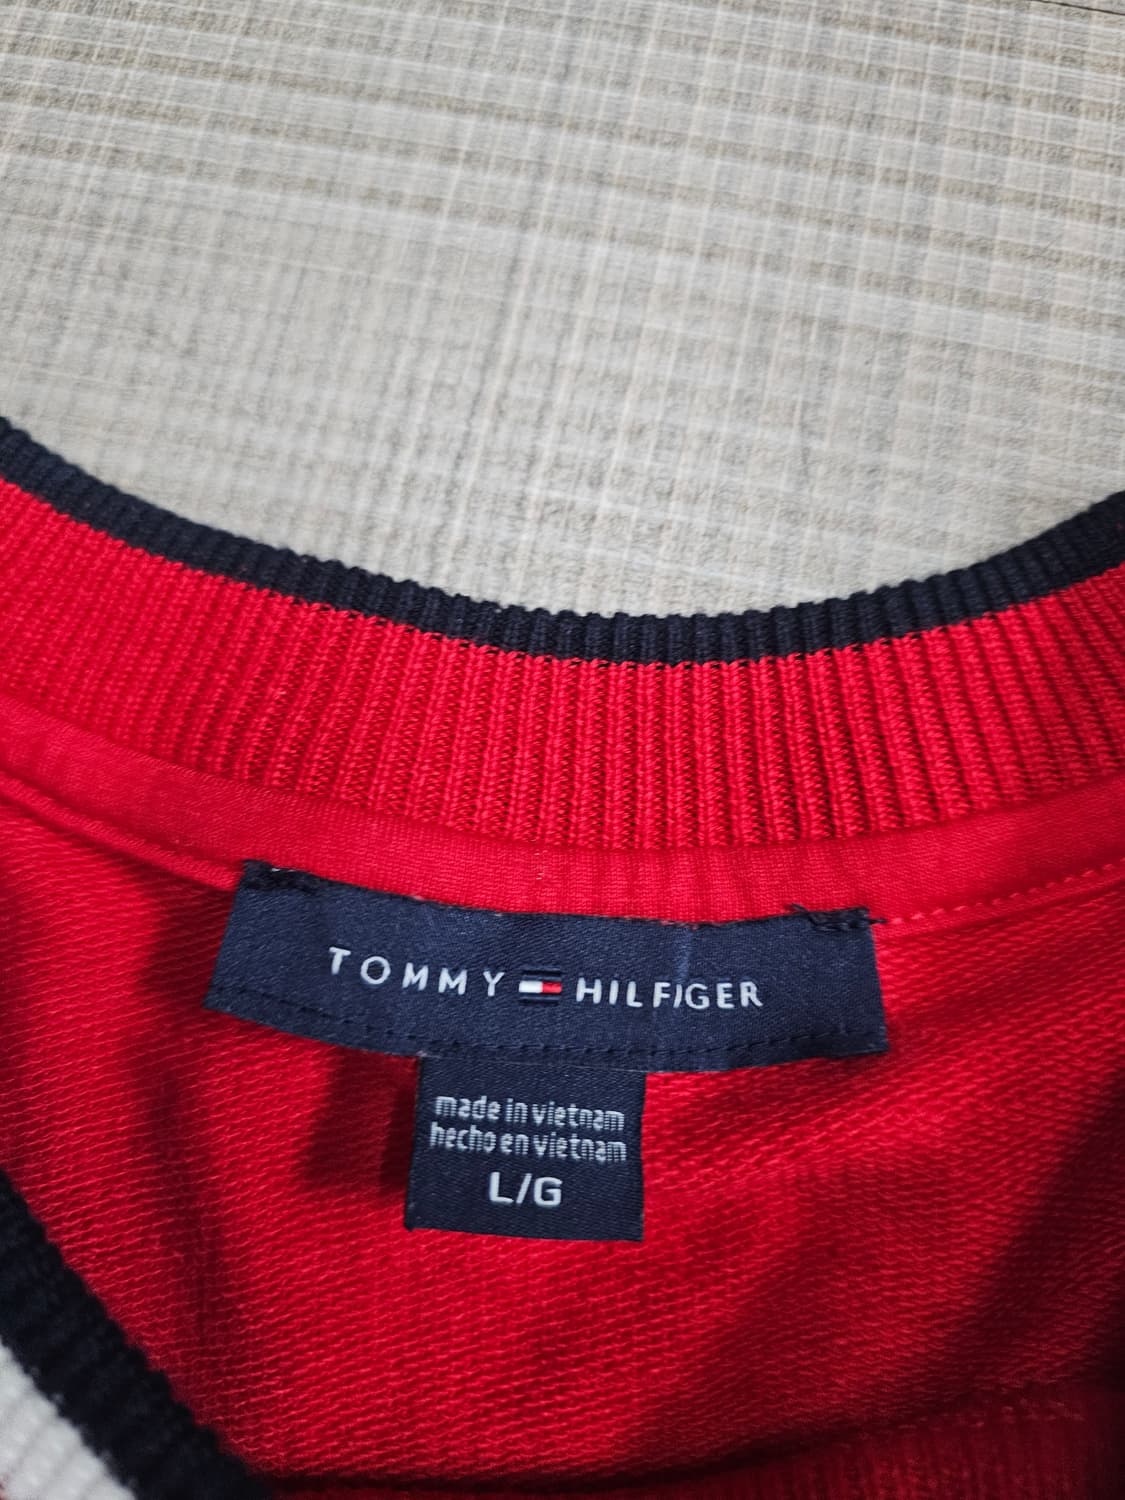 TOMMY HILFIGER
made in vietnam
hecho en vietnam
L/G